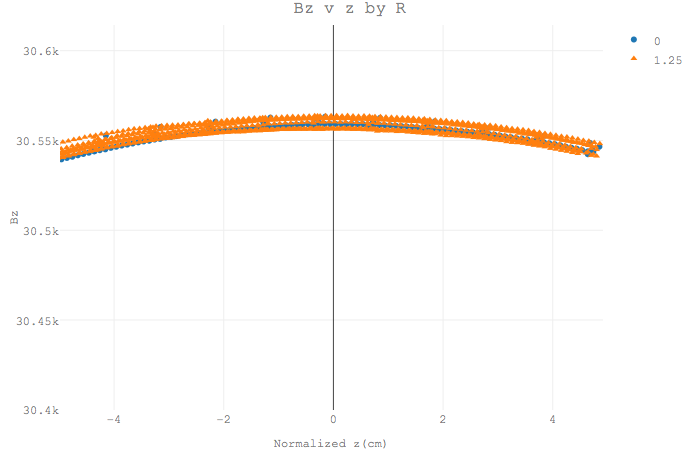 Bz v z by R
0
1.25
30.6k
30.55k
30.5k
30.45k
30.4k
Bz
−4
−2
0
2
4
Normalized z(cm)